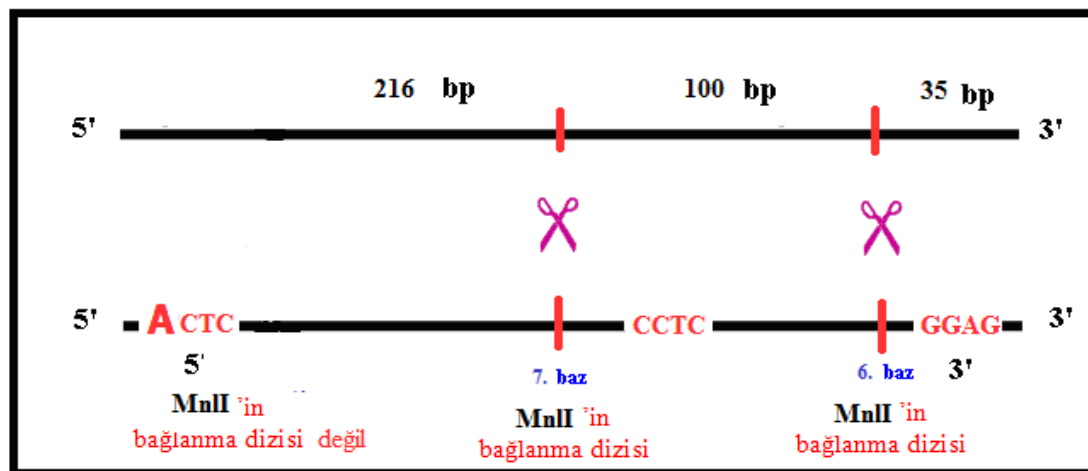 216 bp 100 bp 35 bp
5' 3'
5' ACTC CCTC GGAG 3'
5' 7. baz 6. baz 3'
MnlI 'in MnlI 'in MnlI 'in
bağlanma dizisi değil bağlanma dizisi bağlanma dizisi